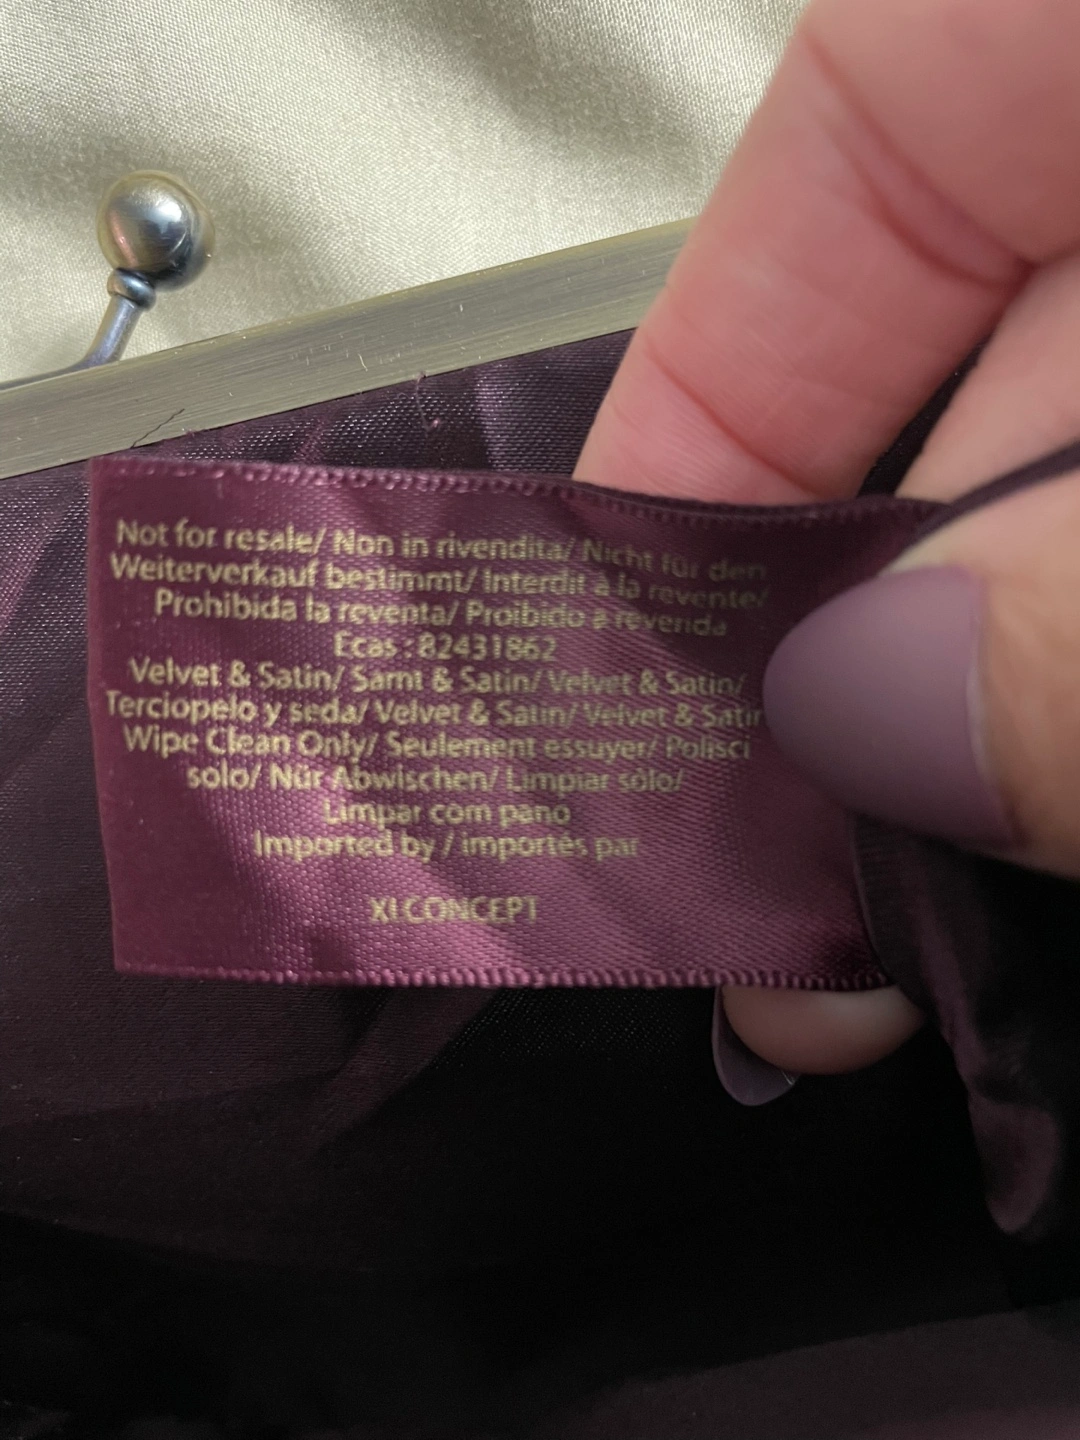 Not for resale/ Non in rivendita/ Nicht für den
Weiterverkauf bestimmt/ Interdit à la revente/
Prohibida la reventa/ Proibido a revenda
Ecas : 82431862
Velvet & Satin/ Samt & Satin/ Velvet & Satin/
Terciopelo y seda/ Velvet & Satin/ Velvet & Satin
Wipe Clean Only/ Seulement essuyer/ Polisci
solo/ Nür Abwischen/ Limpiar sólo/
Limpar com pano
Imported by / importés par
XI CONCEPT